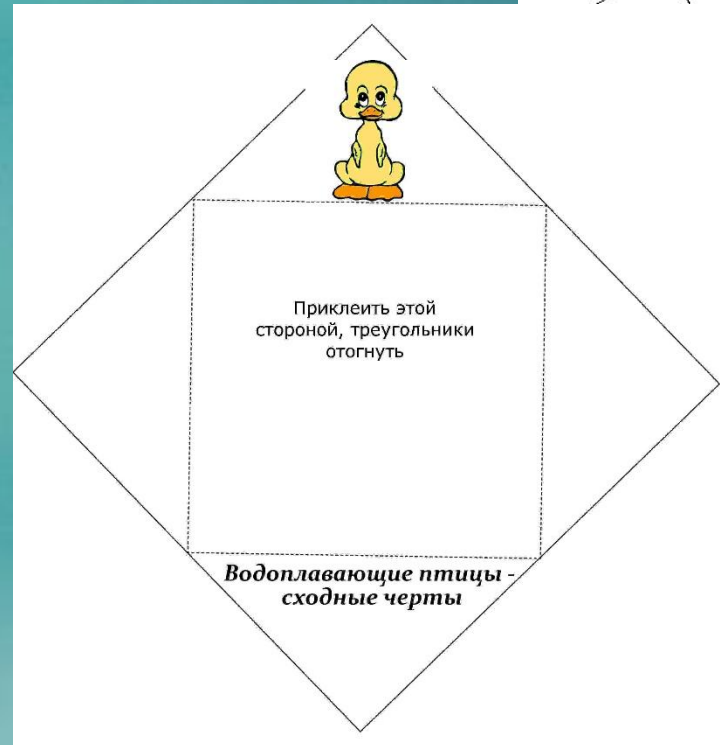 Приклеить этой
стороной, треугольники
отогнуть
Водоплавающие птицы -
сходные черты